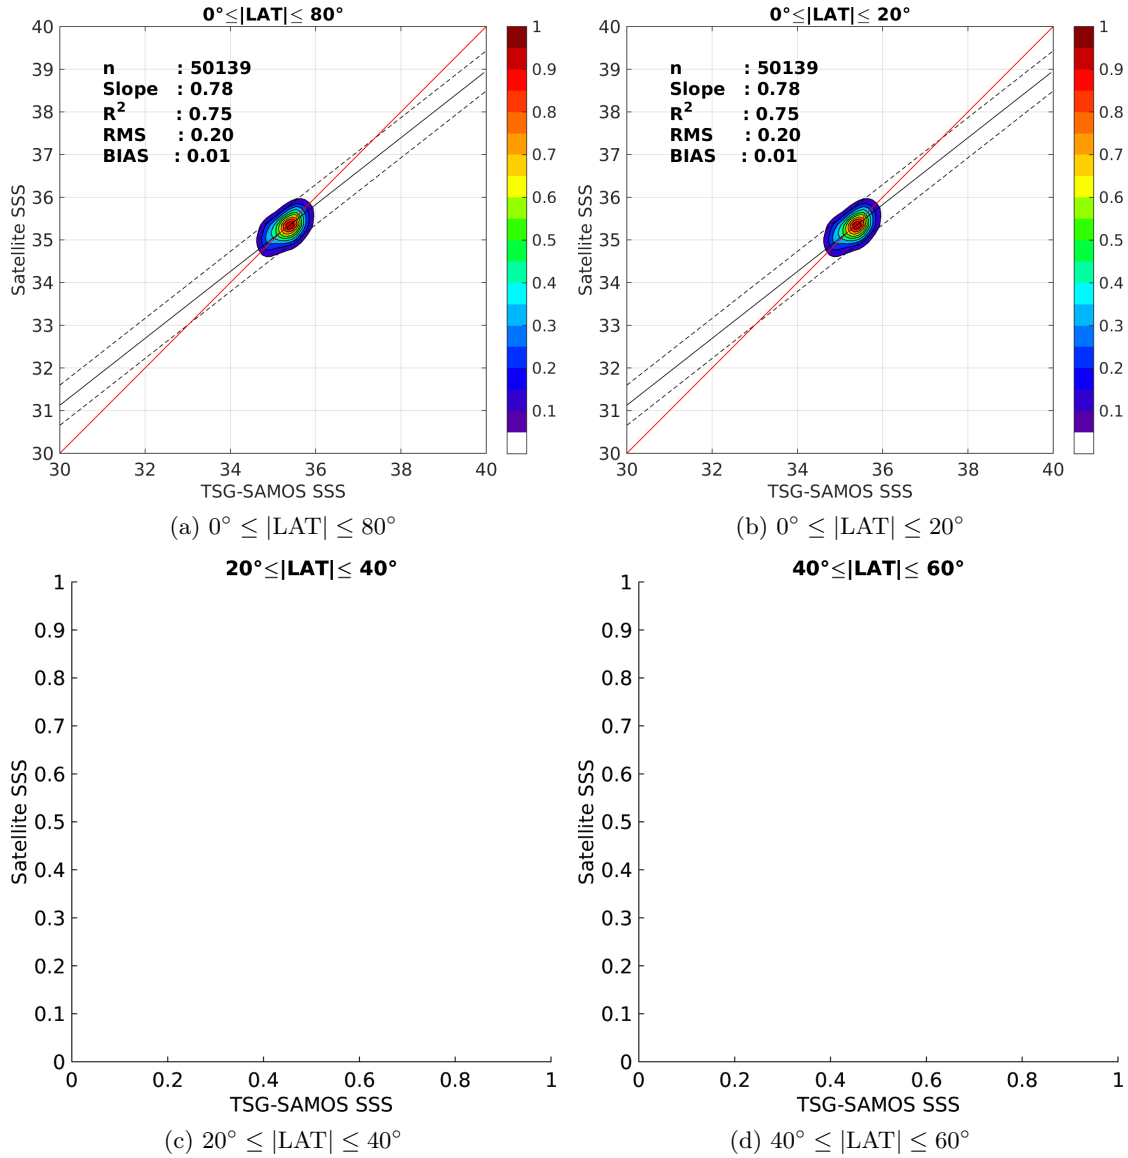 0°≤|LAT|≤ 80°
40
39
38
37
36
35
34
33
32
31
30
30 32 34 36 38 40
n : 50139
Slope : 0.78
R2 : 0.75
RMS : 0.20
BIAS : 0.01
Satellite SSS
TSG-SAMOS SSS
1
0.9
0.8
0.7
0.6
0.5
0.4
0.3
0.2
0.1
(a) 0° ≤ |LAT| ≤ 80°
0°≤|LAT|≤ 20°
40
39
38
37
36
35
34
33
32
31
30
30 32 34 36 38 40
n : 50139
Slope : 0.78
R2 : 0.75
RMS : 0.20
BIAS : 0.01
Satellite SSS
TSG-SAMOS SSS
1
0.9
0.8
0.7
0.6
0.5
0.4
0.3
0.2
0.1
(b) 0° ≤ |LAT| ≤ 20°
20°≤|LAT|≤ 40°
1
0.9
0.8
0.7
0.6
0.5
0.4
0.3
0.2
0.1
0
0 0.2 0.4 0.6 0.8 1
Satellite SSS
TSG-SAMOS SSS
(c) 20° ≤ |LAT| ≤ 40°
40°≤|LAT|≤ 60°
1
0.9
0.8
0.7
0.6
0.5
0.4
0.3
0.2
0.1
0
0 0.2 0.4 0.6 0.8 1
Satellite SSS
TSG-SAMOS SSS
(d) 40° ≤ |LAT| ≤ 60°